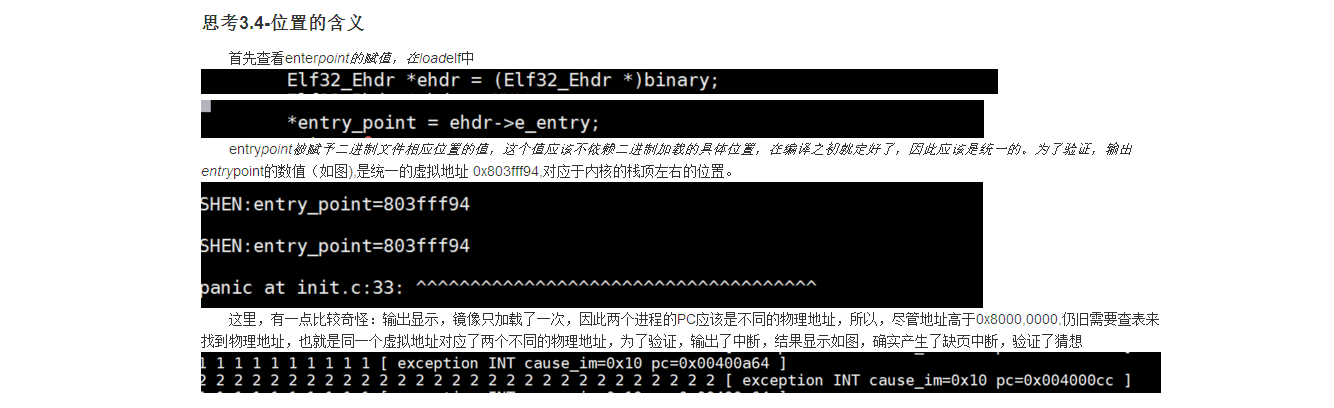 思考3.4-位置的含义
首先查看enterpoint的赋值，在loadelf中
Elf32_Ehdr *ehdr = (Elf32_Ehdr *)binary;
*entry_point = ehdr->e_entry;
entrypoint被赋予二进制文件相应位置的值，这个值应该不依赖二进制加载的具体位置，在编译之初就定好了，因此应该是统一的。为了验证，输出
entrypoint的数值（如图),是统一的虚拟地址 0x803fff94,对应于内核的栈顶左右的位置。
SHEN:entry_point=803fff94
SHEN:entry_point=803fff94
panic at init.c:33: ^^^^^^^^^^^^^^^^^^^^^^^^^^^^^^^^^^^^^
这里，有一点比较奇怪：输出显示，镜像只加载了一次，因此两个进程的PC应该是不同的物理地址，所以，尽管地址高于0x8000,0000,仍旧需要查表来
找到物理地址，也就是同一个虚拟地址对应了两个不同的物理地址，为了验证，输出了中断，结果显示如图，确实产生了缺页中断，验证了猜想
1 1 1 1 1 1 1 1 1 1 [ exception INT cause_im=0x10 pc=0x00400a64 ]
2 2 2 2 2 2 2 2 2 2 2 2 2 2 2 2 2 2 2 2 2 2 2 2 2 2 2 2 2 [ exception INT cause_im=0x10 pc=0x004000cc ]